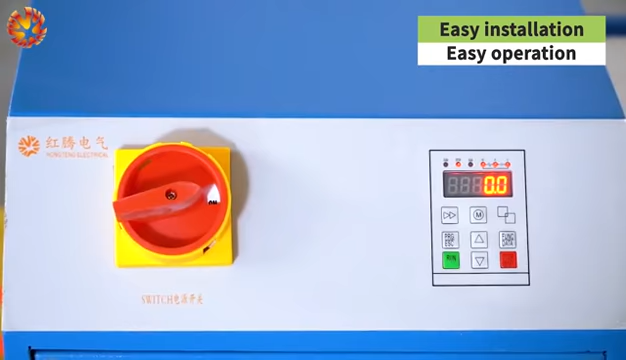 Easy installation
Easy operation
红腾电气
HONGTENG ELECTRICAL
ON
0.0
M
PRG
ESC
FUNC
DATA
RUN
SWITCH电源开关